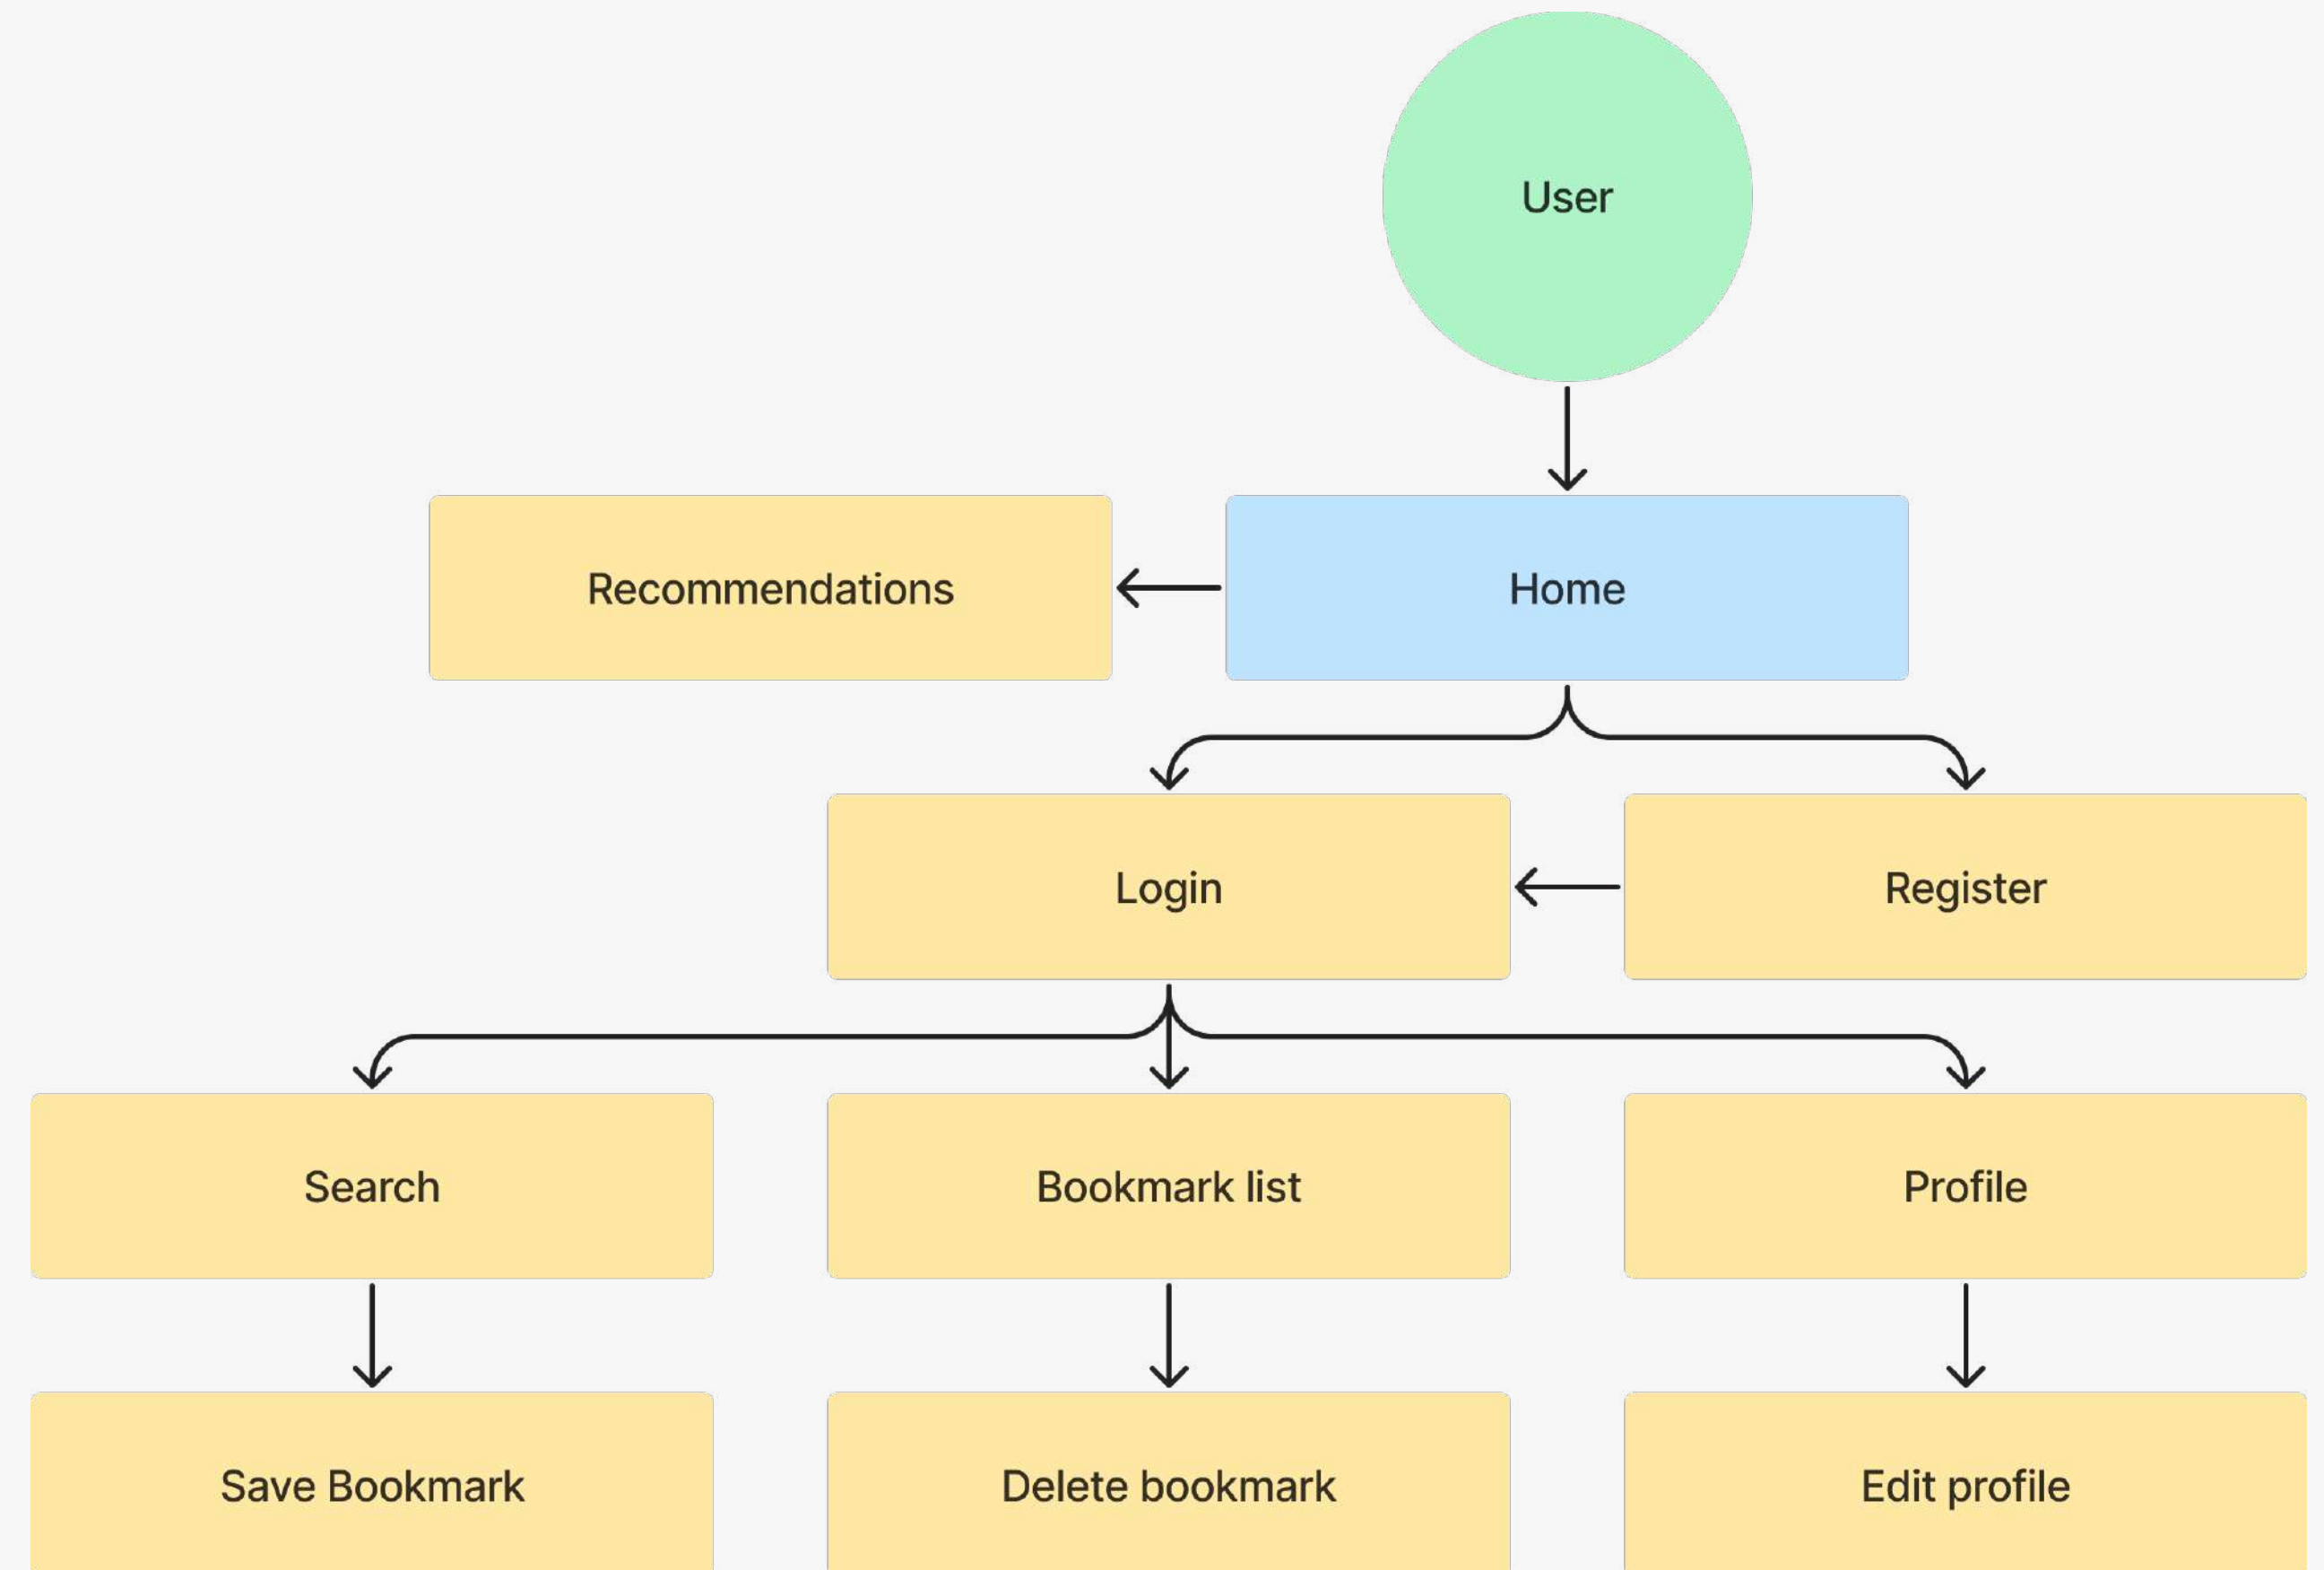 User
Recommendations
Home
Login
Register
Search
Bookmark list
Profile
Save Bookmark
Delete bookmark
Edit profile